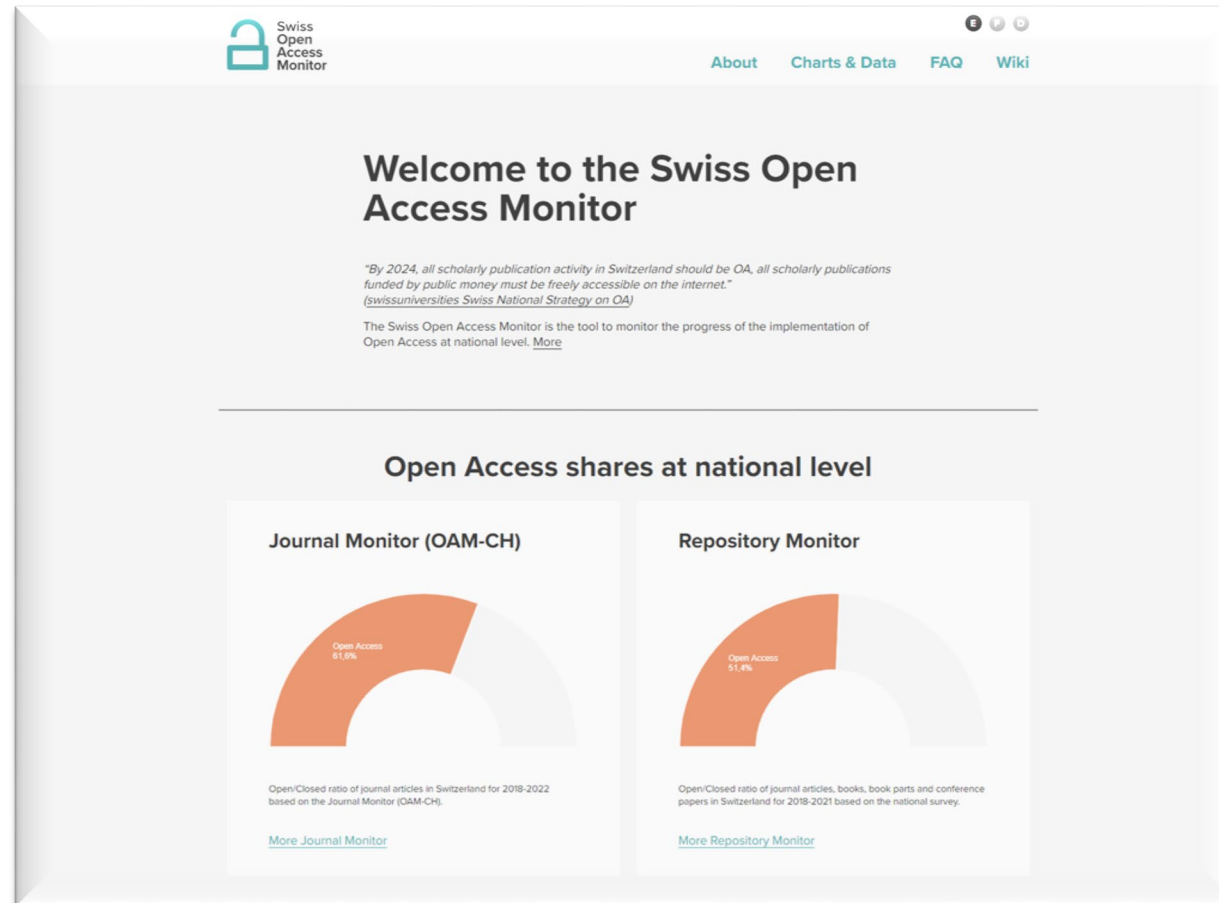 Swiss
Open
Access
Monitor
E F D
About Charts & Data FAQ Wiki
Welcome to the Swiss Open
Access Monitor
“By 2024, all scholarly publication activity in Switzerland should be OA, all scholarly publications
funded by public money must be freely accessible on the internet.”
(swissuniversities Swiss National Strategy on OA)
The Swiss Open Access Monitor is the tool to monitor the progress of the implementation of
Open Access at national level. More
Open Access shares at national level
Journal Monitor (OAM-CH)
Open Access
61,6%
Open/Closed ratio of journal articles in Switzerland for 2018-2022
based on the Journal Monitor (OAM-CH).
More Journal Monitor
Repository Monitor
Open Access
51,4%
Open/Closed ratio of journal articles, books, book parts and conference
papers in Switzerland for 2018-2021 based on the national survey.
More Repository Monitor